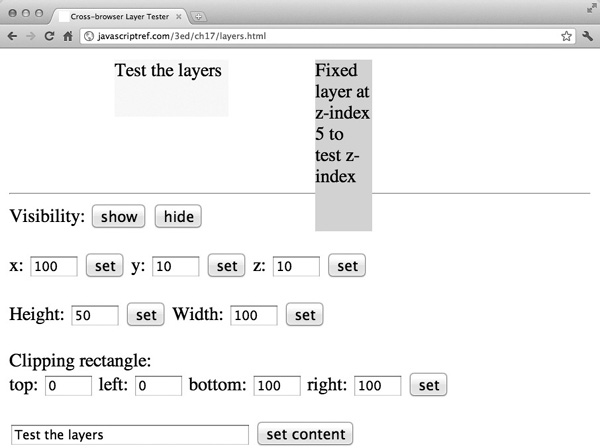 Cross-browser Layer Tester
javascriptref.com/3ed/ch17/layers.html
Test the layers
Fixed
layer at
z-index
5 to
test z-
index
Visibility: show hide
x: 100 set y: 10 set z: 10 set
Height: 50 set Width: 100 set
Clipping rectangle:
top: 0 left: 0 bottom: 100 right: 100 set
Test the layers set content